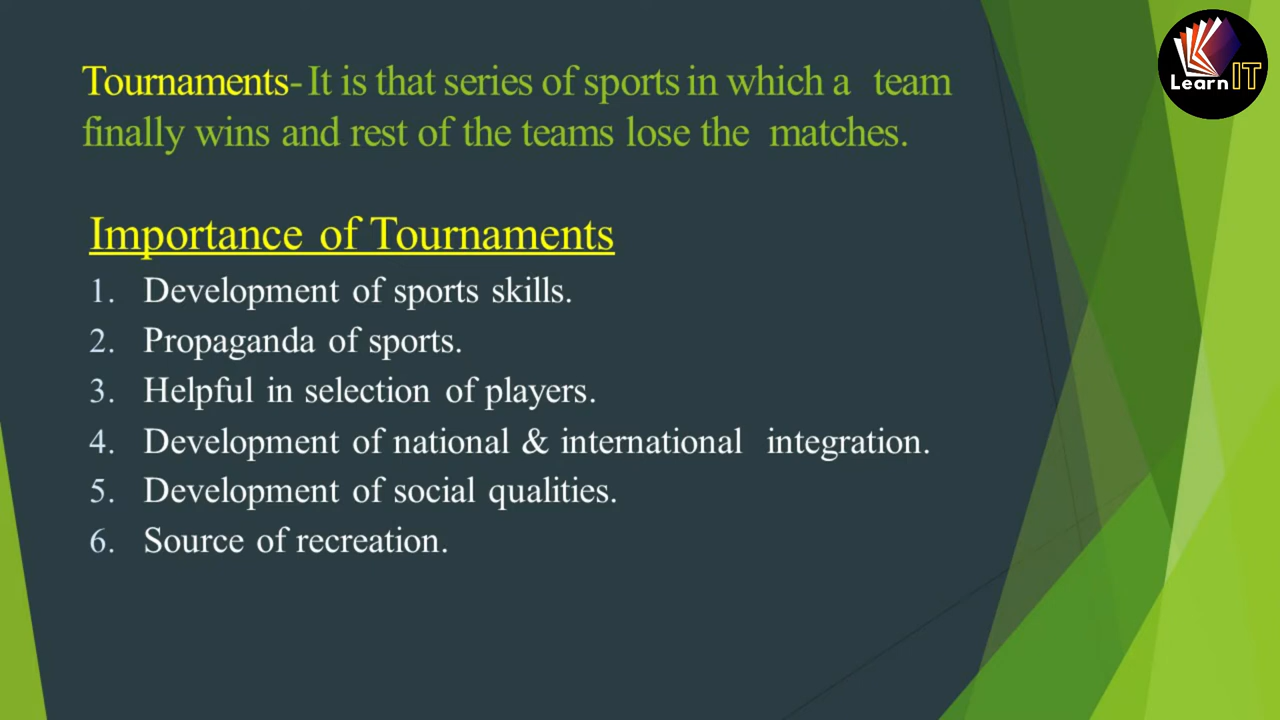 Learn IT
Tournaments- It is that series of sports in which a team
finally wins and rest of the teams lose the matches.
Importance of Tournaments
1. Development of sports skills.
2. Propaganda of sports.
3. Helpful in selection of players.
4. Development of national & international integration.
5. Development of social qualities.
6. Source of recreation.